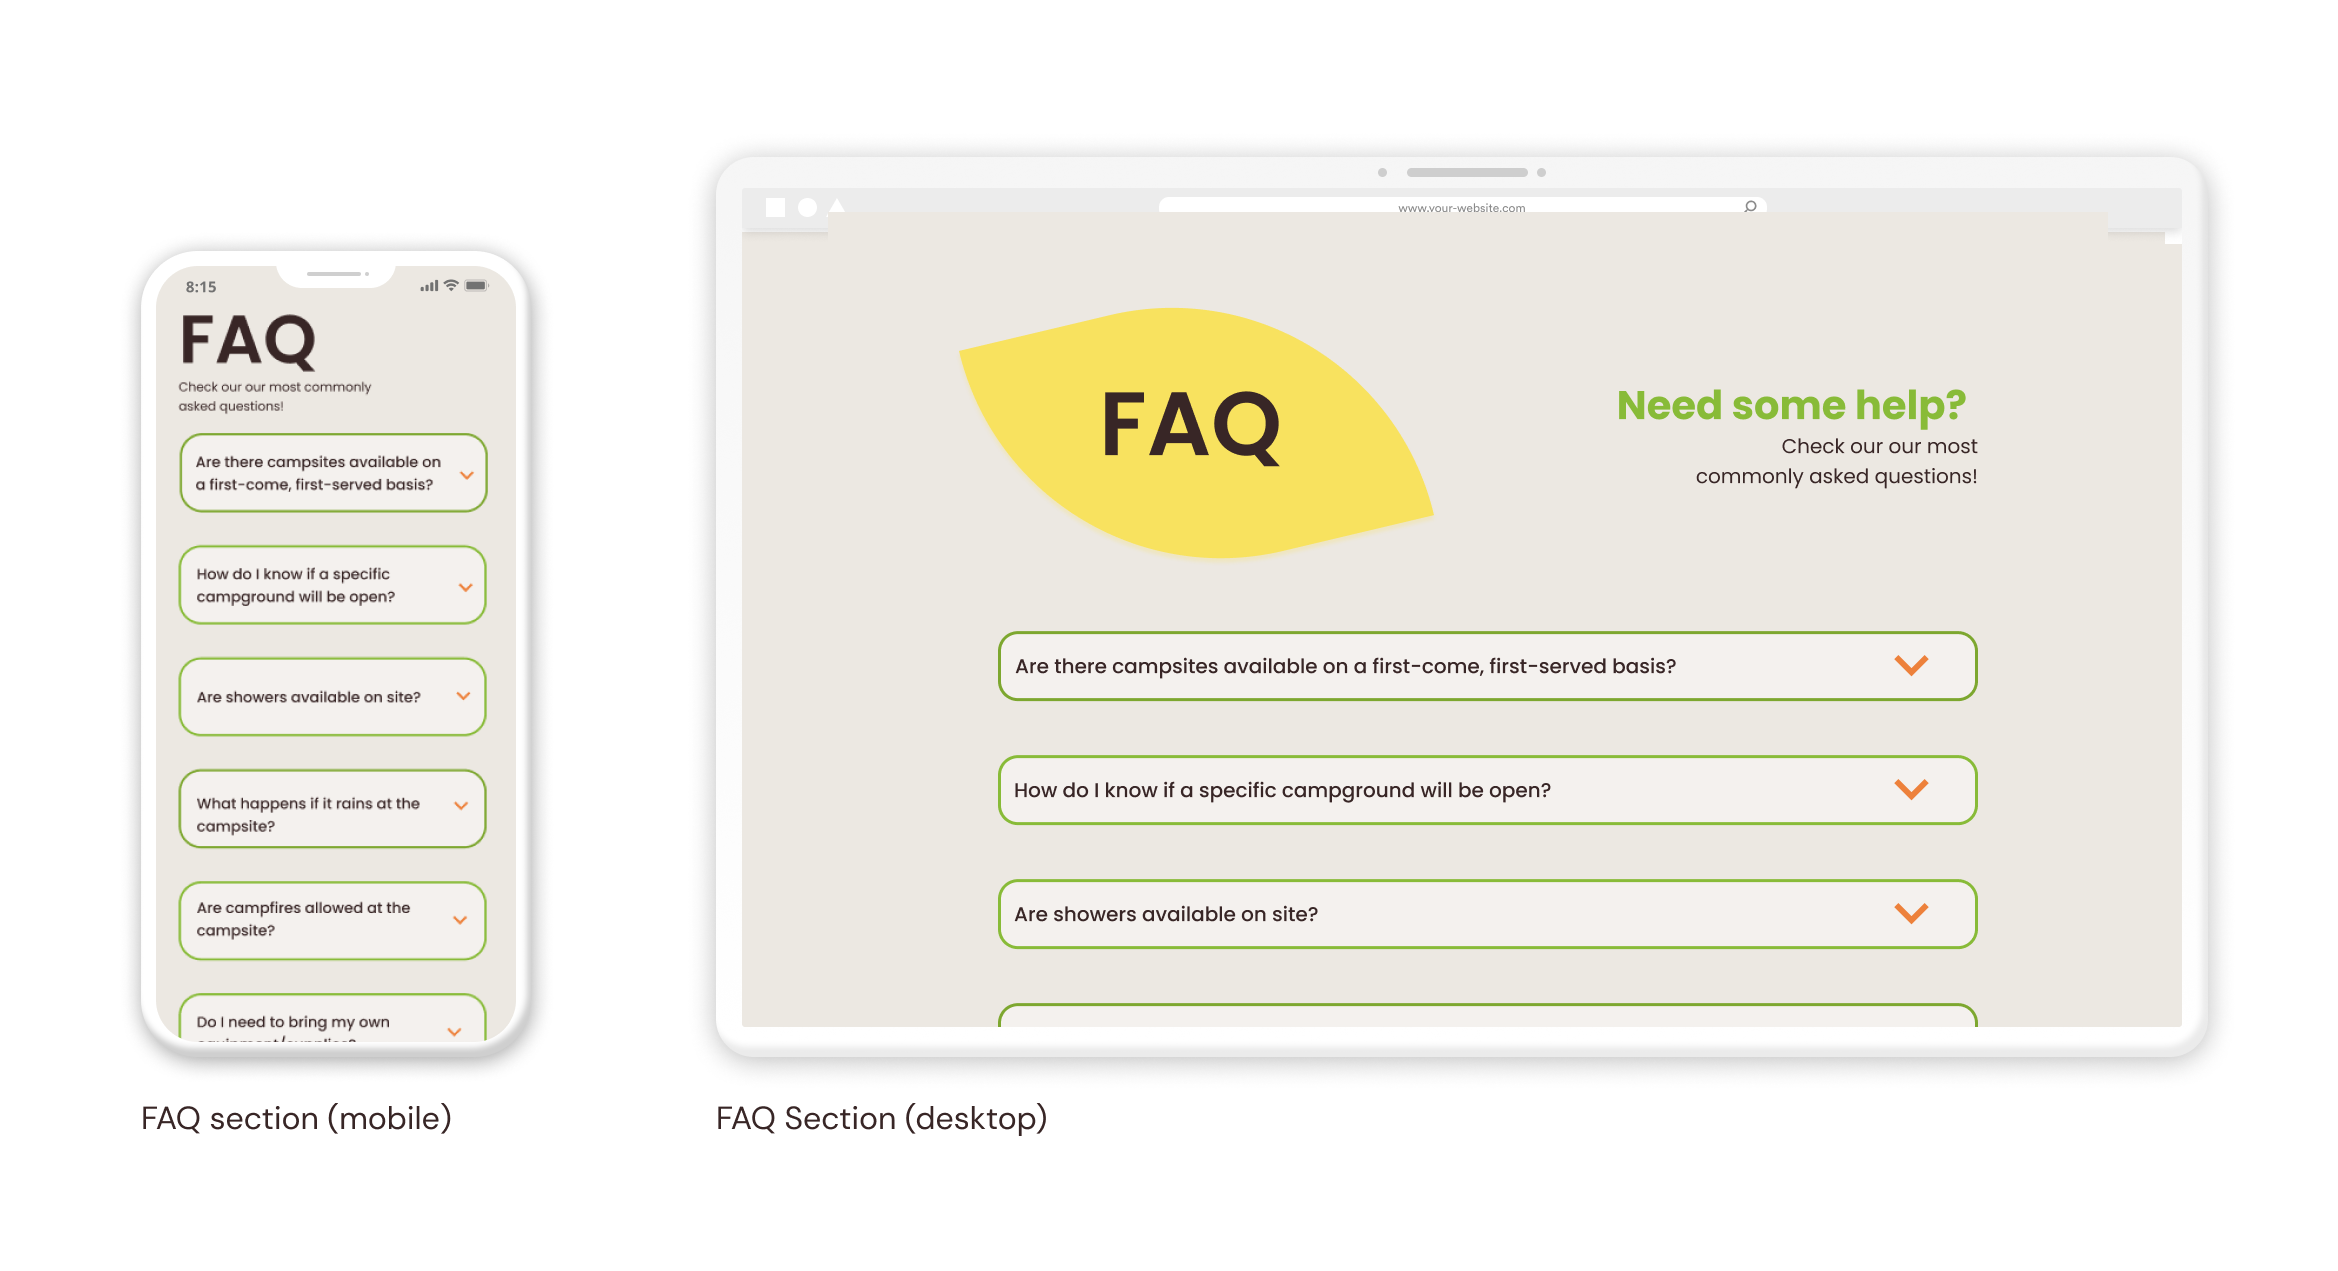 8:15
FAQ
Check our our most commonly
asked questions!
Are there campsites available on
a first-come, first-served basis?
How do I know if a specific
campground will be open?
Are showers available on site?
What happens if it rains at the
campsite?
Are campfires allowed at the
campsite?
Do I need to bring my own
equipment/supplies?
FAQ section (mobile)
www.your-website.com
FAQ
Need some help?
Check our our most
commonly asked questions!
Are there campsites available on a first-come, first-served basis?
How do I know if a specific campground will be open?
Are showers available on site?
FAQ Section (desktop)